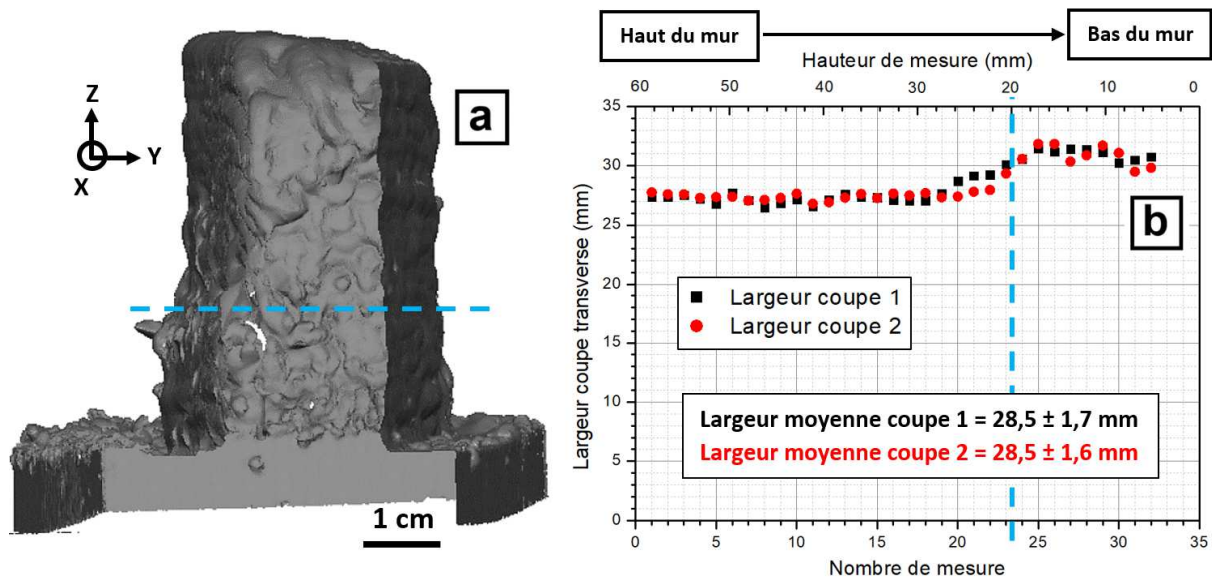 Z
Y
X
a
1 cm
Haut du mur
Bas du mur
Hauteur de mesure (mm)
60 50 40 30 20 10 0
Largeur coupe transverse (mm)
35
30
25
20
15
10
5
0
b
Largeur coupe 1
Largeur coupe 2
Largeur moyenne coupe 1 = 28,5 ± 1,7 mm
Largeur moyenne coupe 2 = 28,5 ± 1,6 mm
0 5 10 15 20 25 30 35
Nombre de mesure